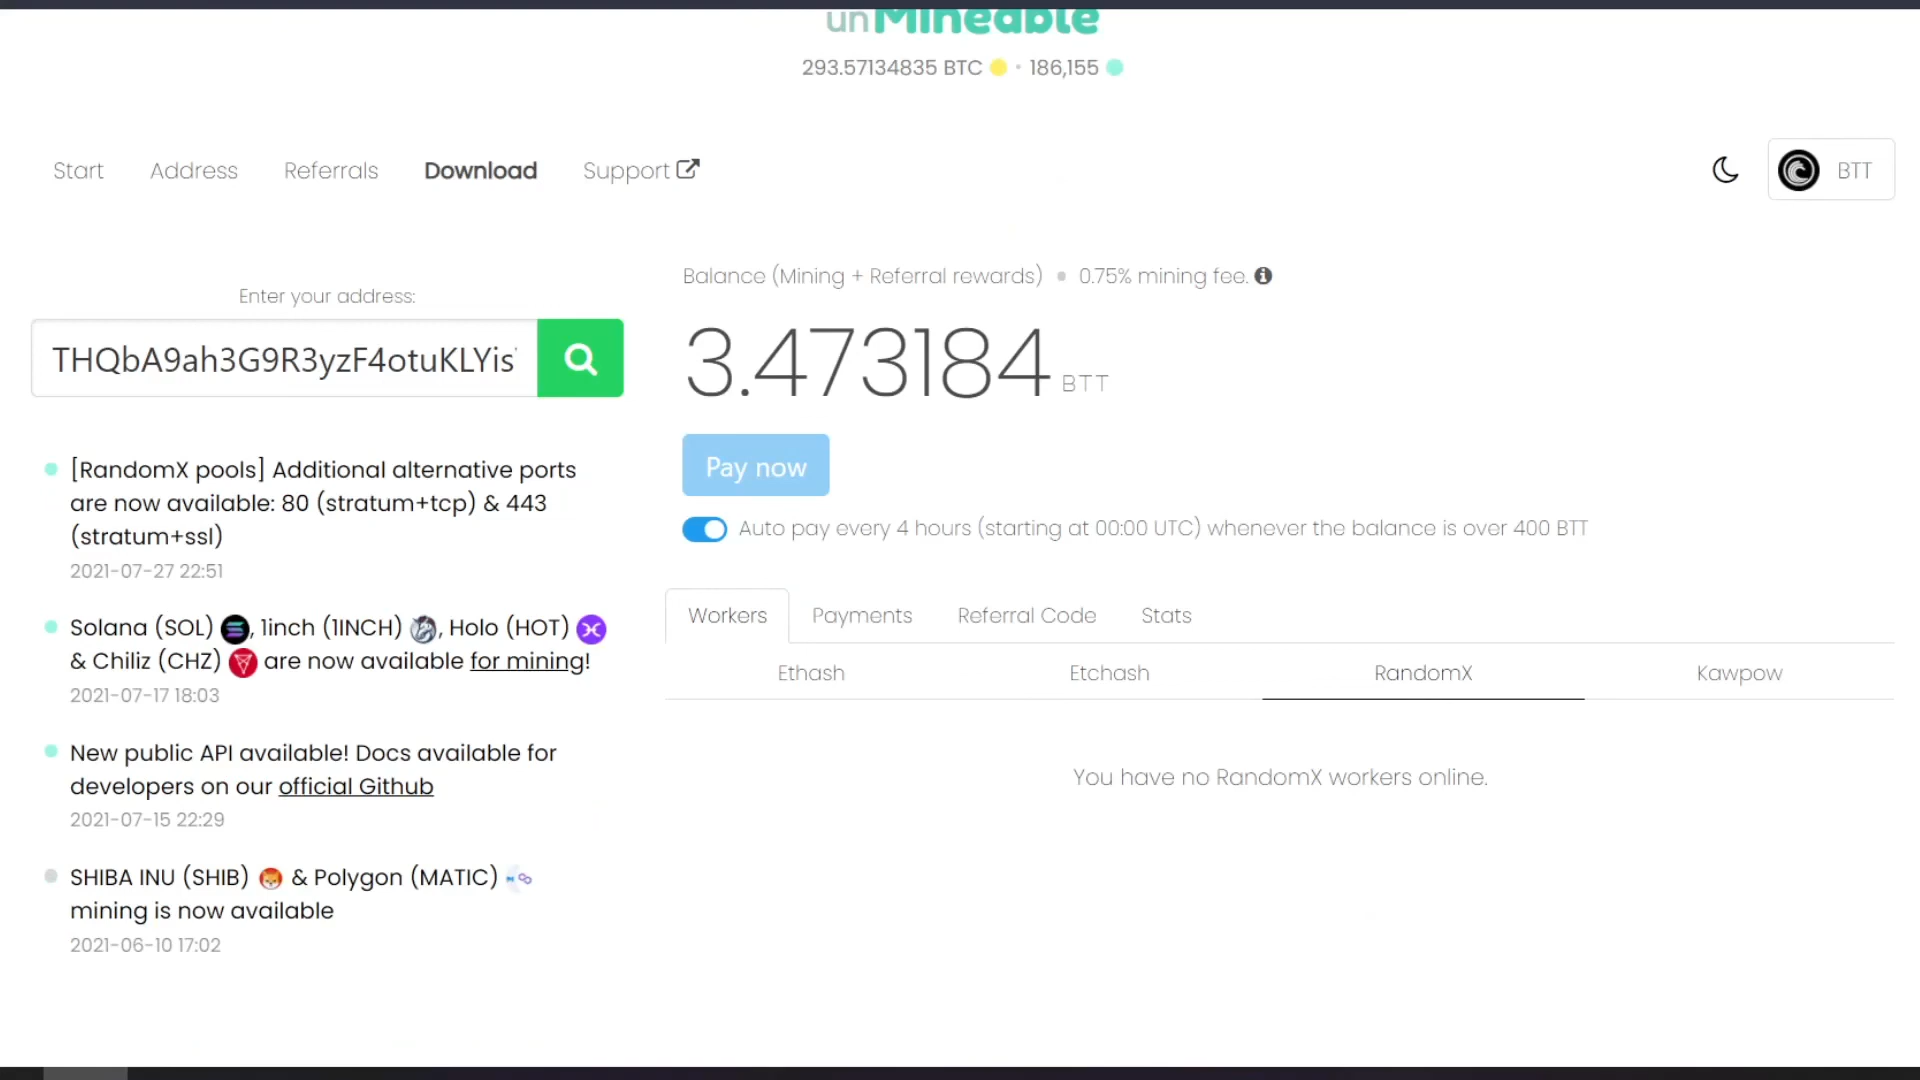 unMineable
293.57134835 BTC • 186,155
Start Address Referrals Download Support
BTT
Enter your address:
THQbA9ah3G9R3yzF4otuKLYis
[RandomX pools] Additional alternative ports
are now available: 80 (stratum+tcp) & 443
(stratum+ssl)
2021-07-27 22:51
Solana (SOL) , 1inch (1INCH) , Holo (HOT)
& Chiliz (CHZ) are now available for mining!
2021-07-17 18:03
New public API available! Docs available for
developers on our official Github
2021-07-15 22:29
SHIBA INU (SHIB) & Polygon (MATIC)
mining is now available
2021-06-10 17:02
Balance (Mining + Referral rewards) • 0.75% mining fee.
3.473184 BTT
Pay now
Auto pay every 4 hours (starting at 00:00 UTC) whenever the balance is over 400 BTT
Workers Payments Referral Code Stats
Ethash Etchash RandomX Kawpow
You have no RandomX workers online.